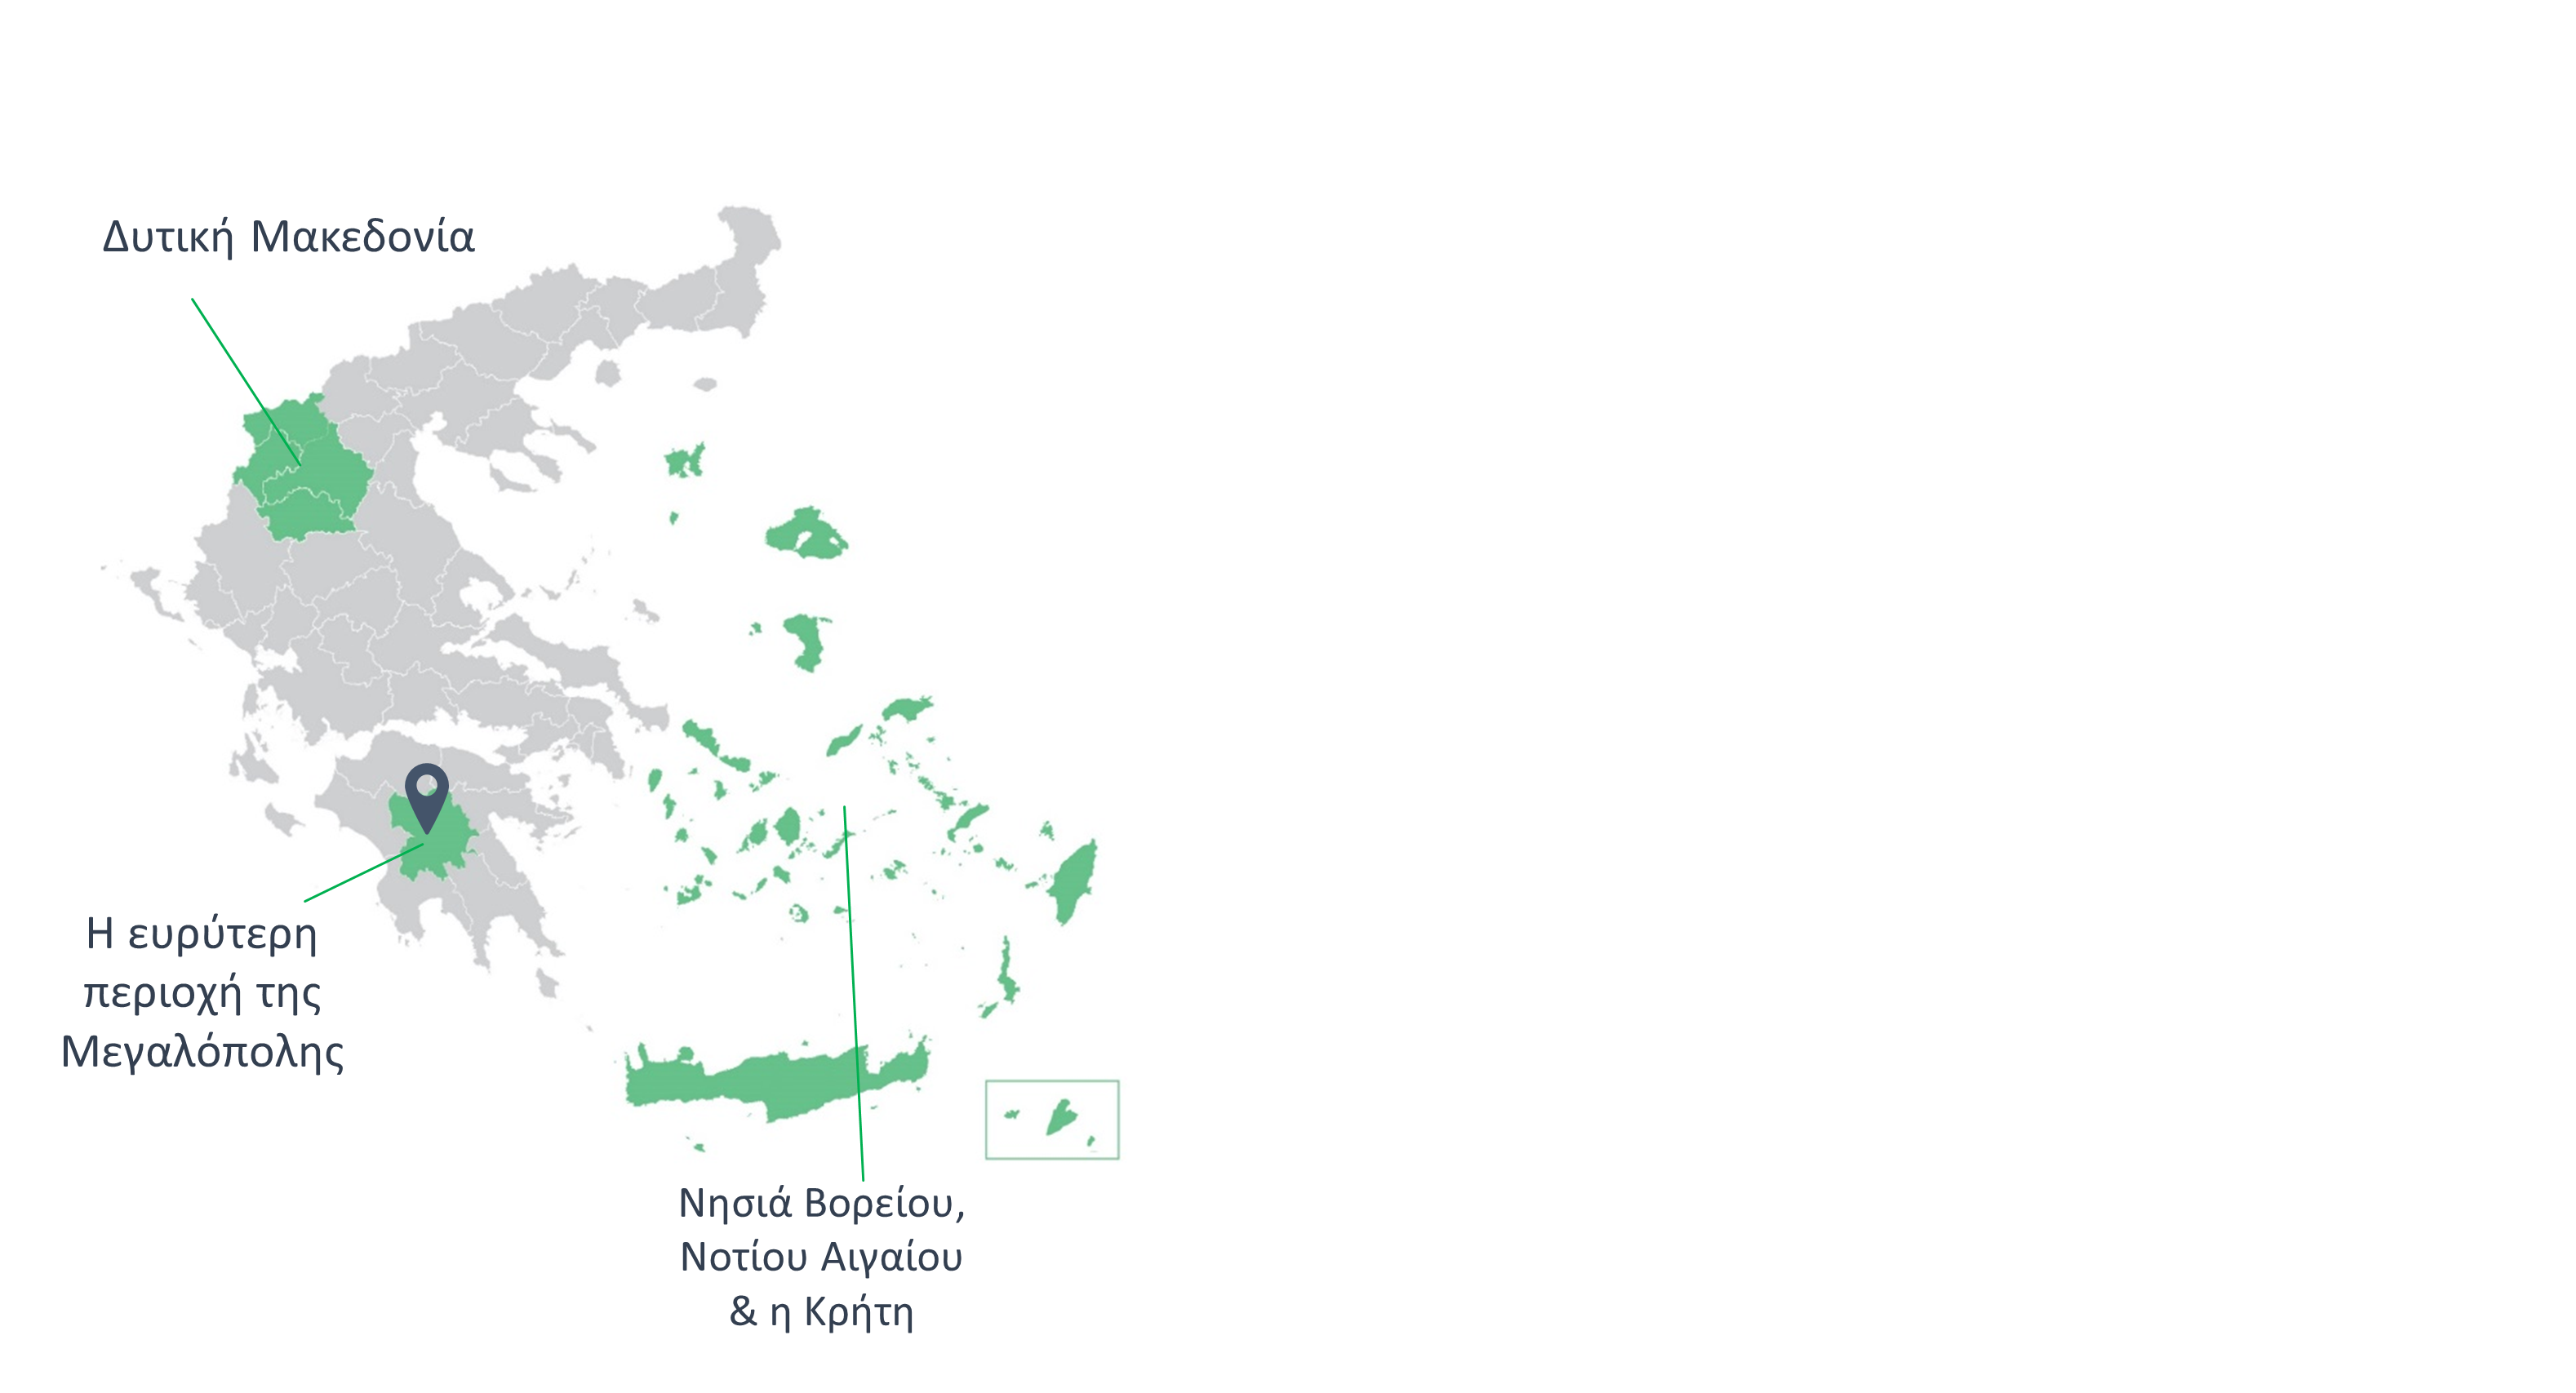 Δυτική Μακεδονία
Η ευρύτερη
περιοχή της
Μεγαλόπολης
Νησιά Βορείου,
Νοτίου Αιγαίου
& η Κρήτη